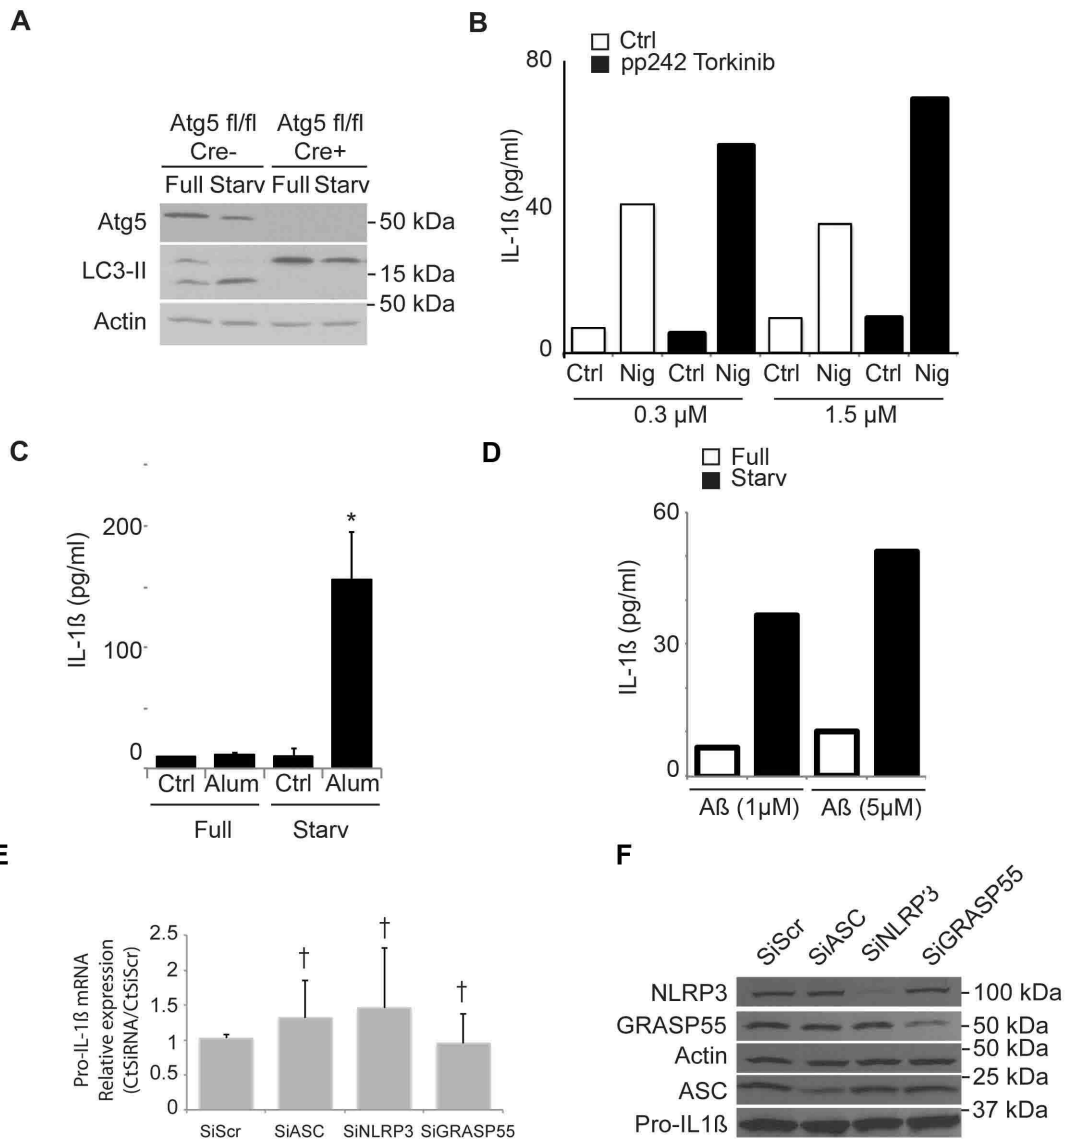 A
Atg5 fl/fl Atg5 fl/fl
Cre- Cre+
Full Starv Full Starv
Atg5
- 50 kDa
LC3-II
- 15 kDa
- 50 kDa
Actin
B
Ctrl
pp242 Torkinib
IL-1ß (pg/ml)
80
40
0
Ctrl Nig Ctrl Nig Ctrl Nig Ctrl Nig
0.3 µM 1.5 µM
C
IL-1ß (pg/ml)
200
100
0
*
Ctrl Alum Ctrl Alum
Full Starv
D
Full
Starv
IL-1ß (pg/ml)
60
30
0
Aß (1µM) Aß (5µM)
E
Pro-IL-1ß mRNA
Relative expression
(CtSiRNA/CtSiScr)
2.5
2
1.5
1
0.5
0
† † †
SiScr SiASC SiNLRP3 SiGRASP55
F
SiScr SiASC SiNLRP3 SiGRASP55
NLRP3 - 100 kDa
GRASP55 - 50 kDa
- 50 kDa
Actin
- 25 kDa
ASC
- 37 kDa
Pro-IL1ß